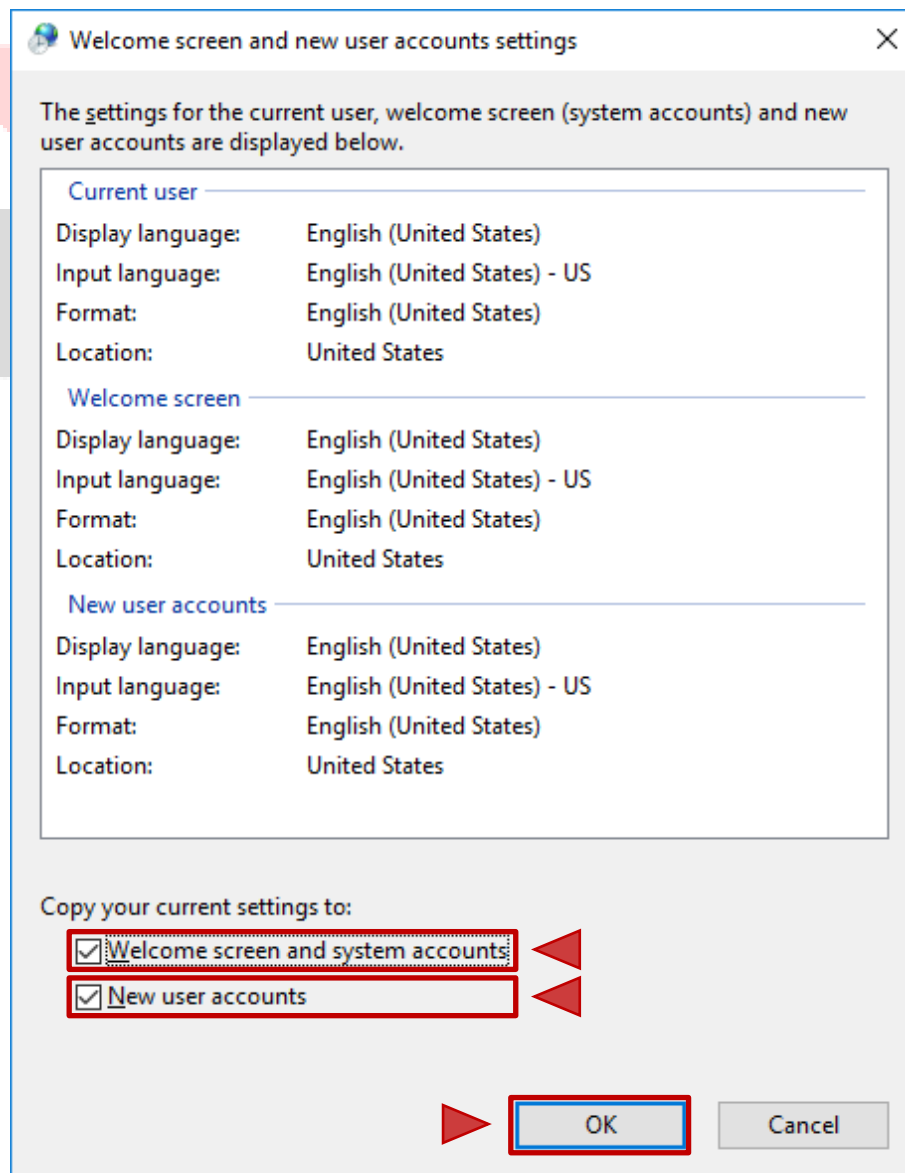 Welcome screen and new user accounts settings
The settings for the current user, welcome screen (system accounts) and new
user accounts are displayed below.
Current user
Display language: English (United States)
Input language: English (United States) - US
Format: English (United States)
Location: United States
Welcome screen
Display language: English (United States)
Input language: English (United States) - US
Format: English (United States)
Location: United States
New user accounts
Display language: English (United States)
Input language: English (United States) - US
Format: English (United States)
Location: United States
Copy your current settings to:
Welcome screen and system accounts
New user accounts
OK Cancel